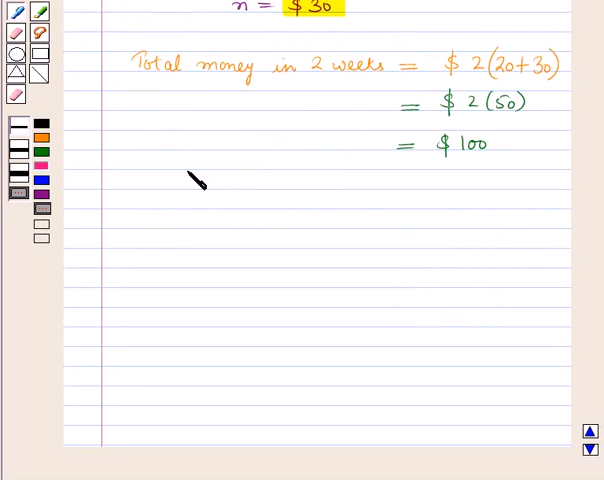 n = $ 30
Total money in 2 weeks = $ 2(20+30)
= $ 2(50)
= $ 100